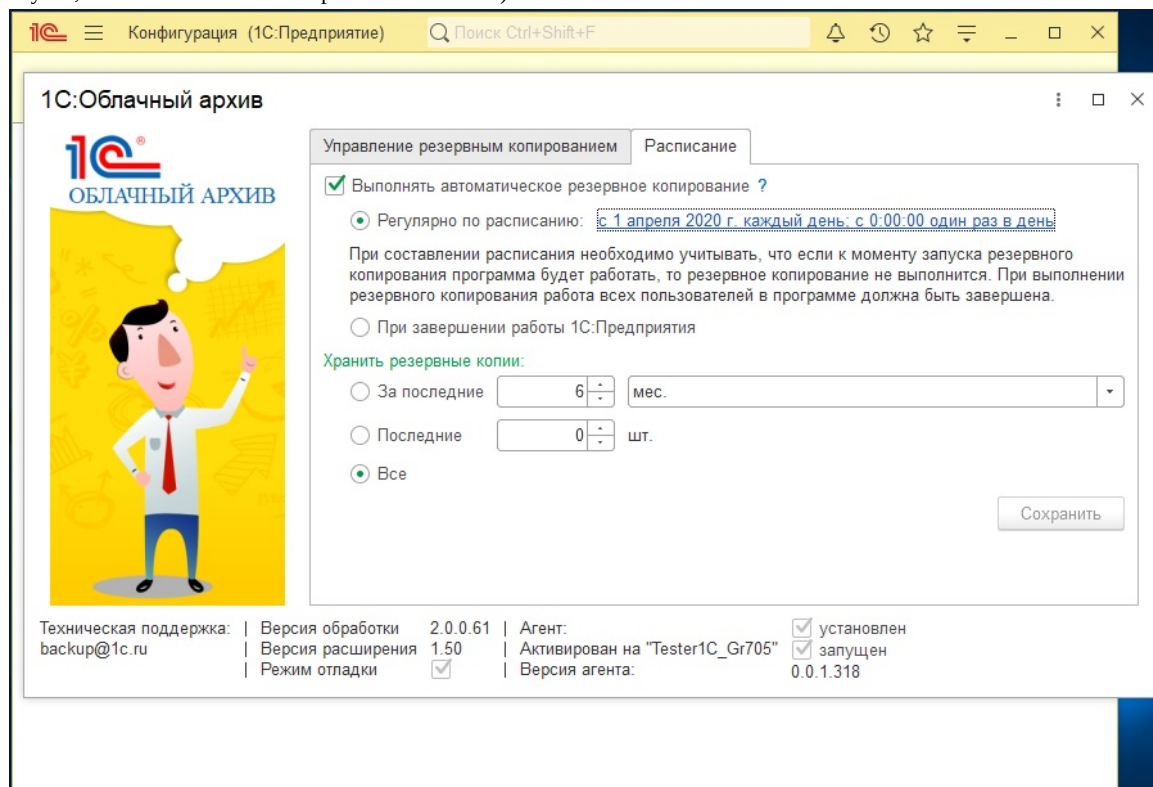 Конфигурация (1С:Предприятие)
Поиск Ctrl+Shift+F
1С:Облачный архив
1С®
ОБЛАЧНЫЙ АРХИВ
Управление резервным копированием
Расписание
Выполнять автоматическое резервное копирование ?
Регулярно по расписанию: с 1 апреля 2020 г. каждый день; с 0:00:00 один раз в день
При составлении расписания необходимо учитывать, что если к моменту запуска резервного
копирования программа будет работать, то резервное копирование не выполнится. При выполнении
резервного копирования работа всех пользователей в программе должна быть завершена.
При завершении работы 1С:Предприятия
Хранить резервные копии:
За последние 6 мес.
Последние 0 шт.
Все
Сохранить
Техническая поддержка: | Версия обработки 2.0.0.61 | Агент: установлен
backup@1c.ru | Версия расширения 1.50 | Активирован на "Tester1C_Gr705" запущен
| Режим отладки | Версия агента: 0.0.1.318